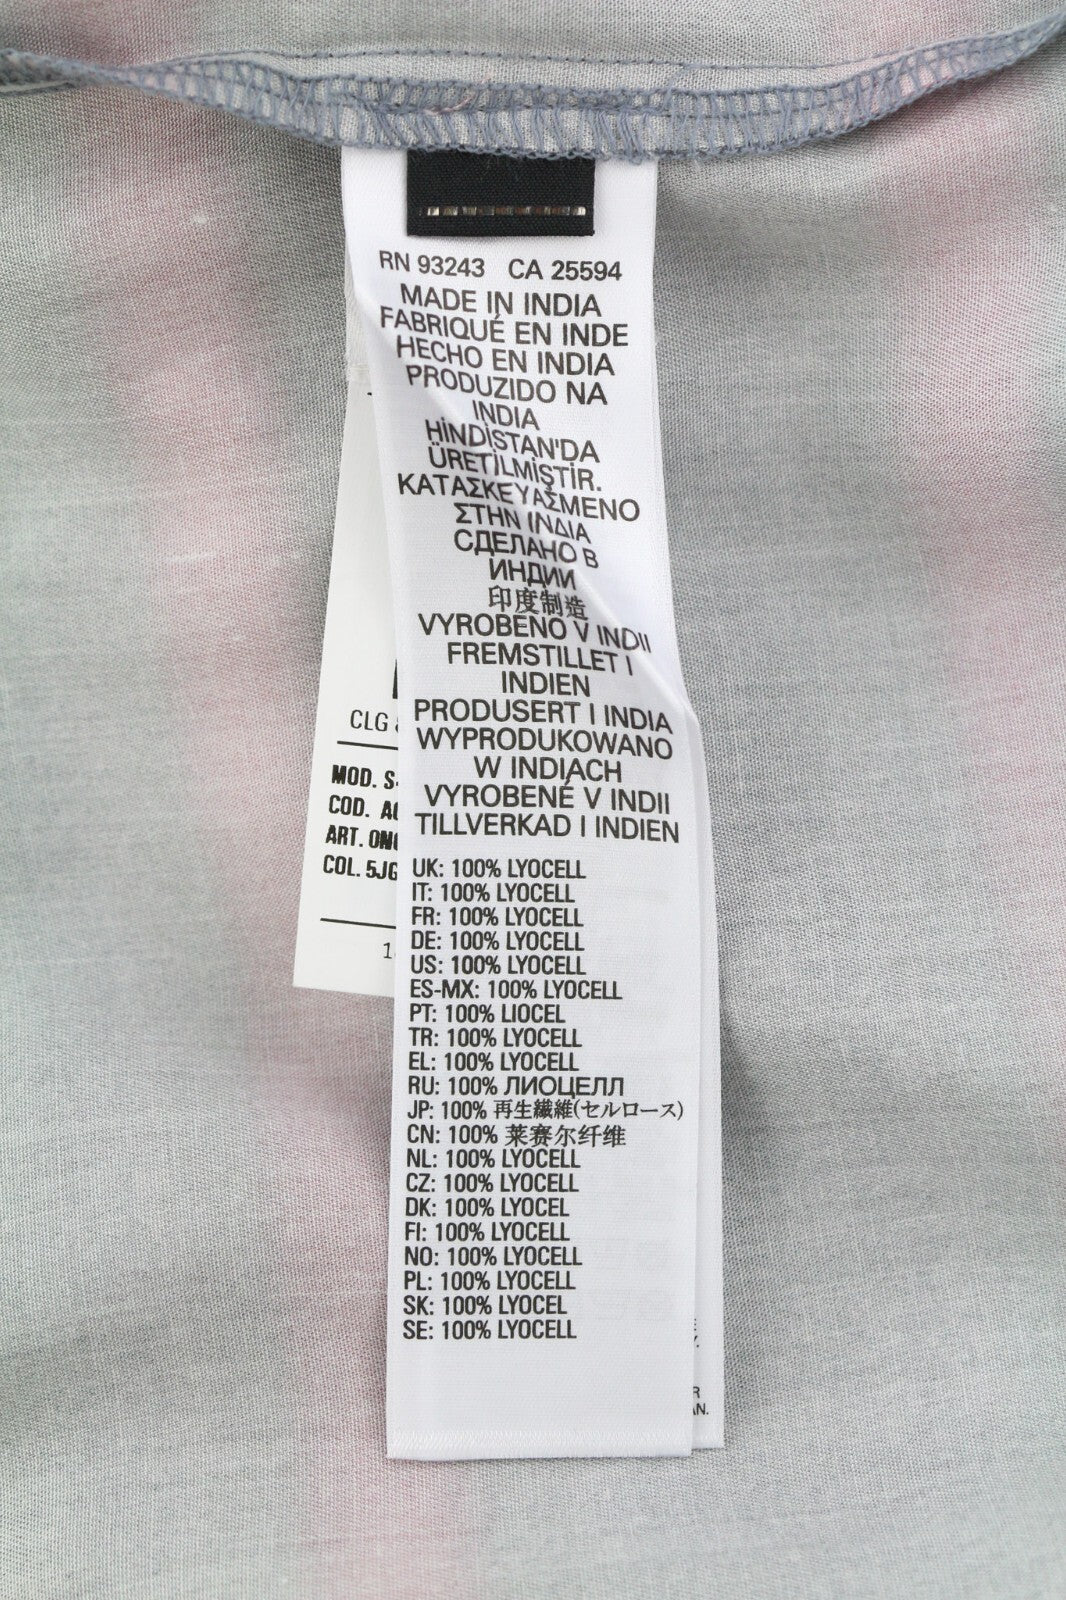 RN 93243 CA 25594
MADE IN INDIA
FABRIQUÉ EN INDE
HECHO EN INDIA
PRODUZIDO NA
INDIA
HİNDİSTAN'DA
ÜRETİLMİŞTİR.
ΚΑΤΑΣΚΕΥΑΣΜΕΝΟ
ΣΤΗΝ ΙΝΔΙΑ
СДЕЛАНО В
ИНДИИ
印度制造
VYROBENO V INDII
FREMSTILLET I
INDIEN
PRODUSERT I INDIA
WYPRODUKOWANO
W INDIACH
VYROBENÉ V INDII
TILLVERKAD I INDIEN
UK: 100% LYOCELL
IT: 100% LYOCELL
FR: 100% LYOCELL
DE: 100% LYOCELL
US: 100% LYOCELL
ES-MX: 100% LYOCELL
PT: 100% LIOCEL
TR: 100% LYOCELL
EL: 100% LYOCELL
RU: 100% ЛИОЦЕЛЛ
JP: 100% 再生繊維(セルロース)
CN: 100% 莱赛尔纤维
NL: 100% LYOCELL
CZ: 100% LYOCELL
DK: 100% LYOCEL
FI: 100% LYOCELL
NO: 100% LYOCELL
PL: 100% LYOCELL
SK: 100% LYOCEL
SE: 100% LYOCELL
CLG
MOD. S-
COD.
ART.
COL. 5JG